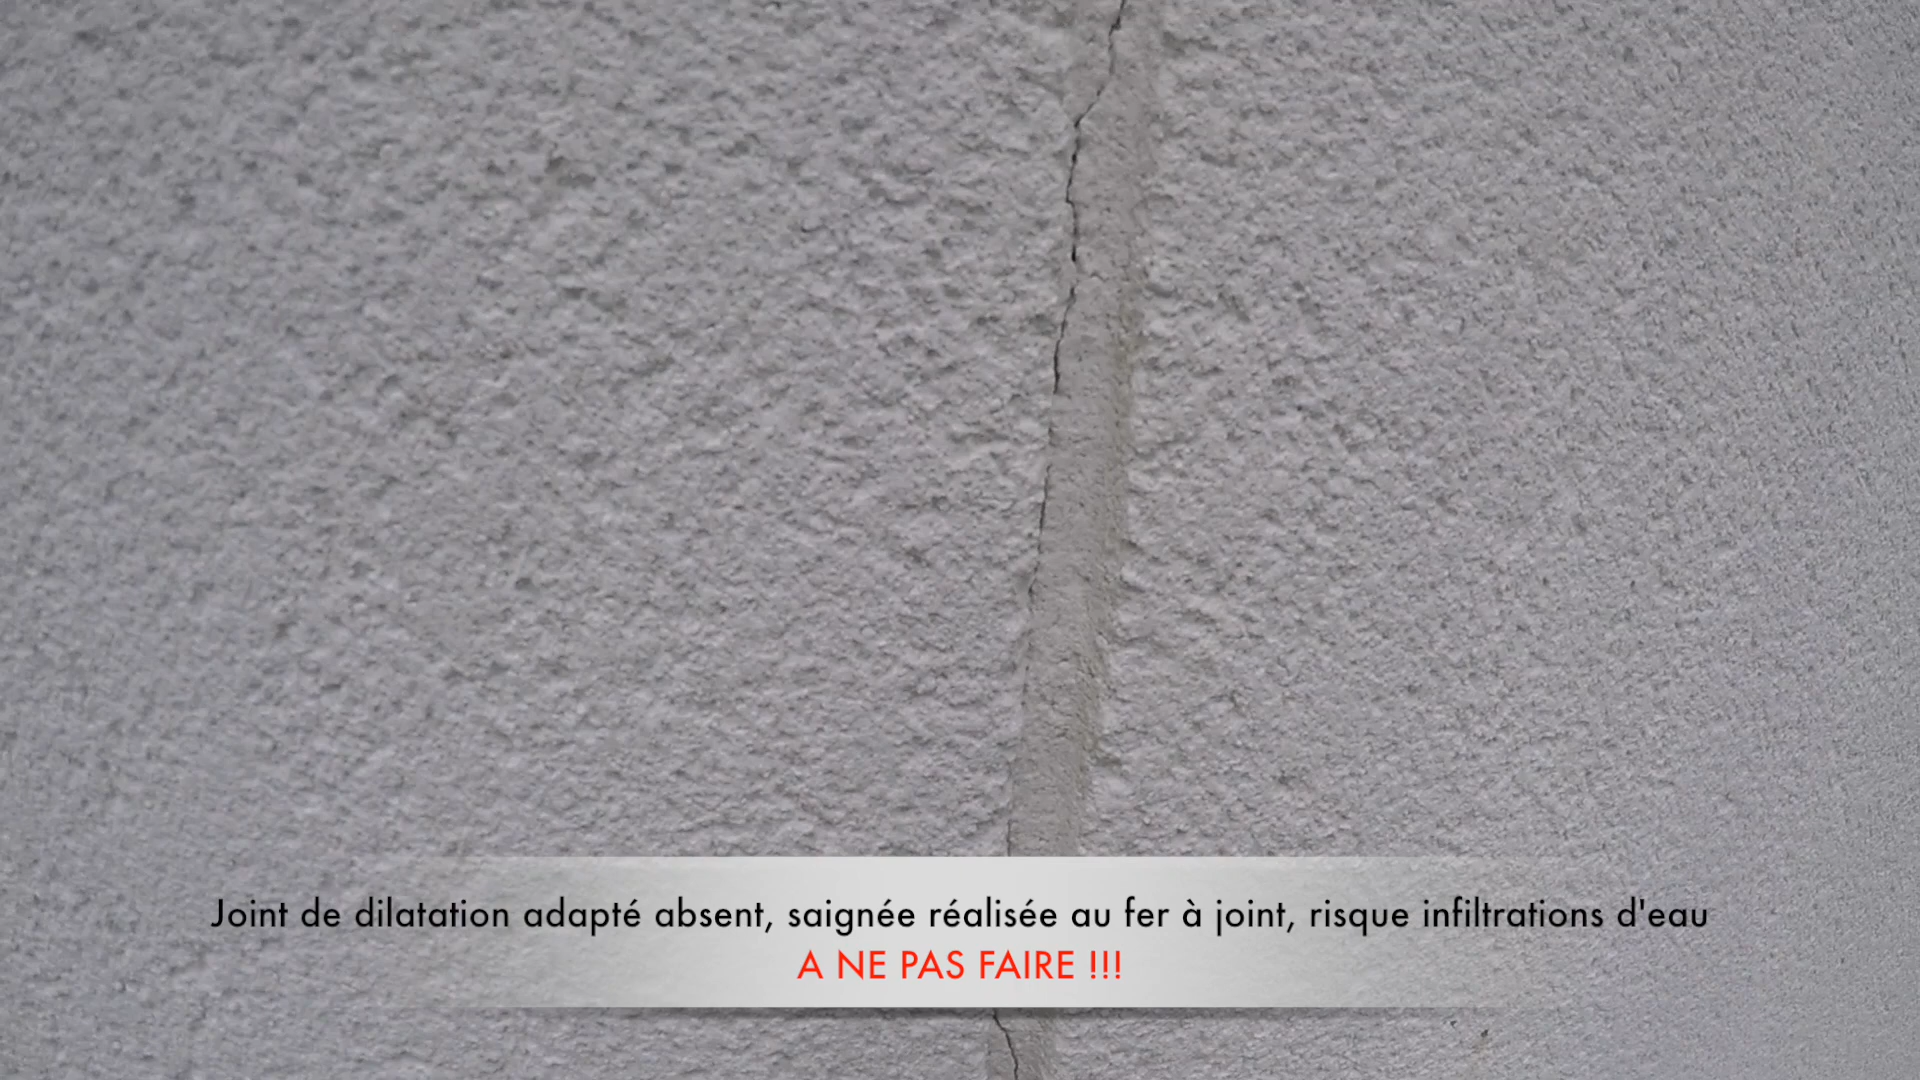 Joint de dilatation adapté absent, saignée réalisée au fer à joint, risque infiltrations d'eau
A NE PAS FAIRE !!!